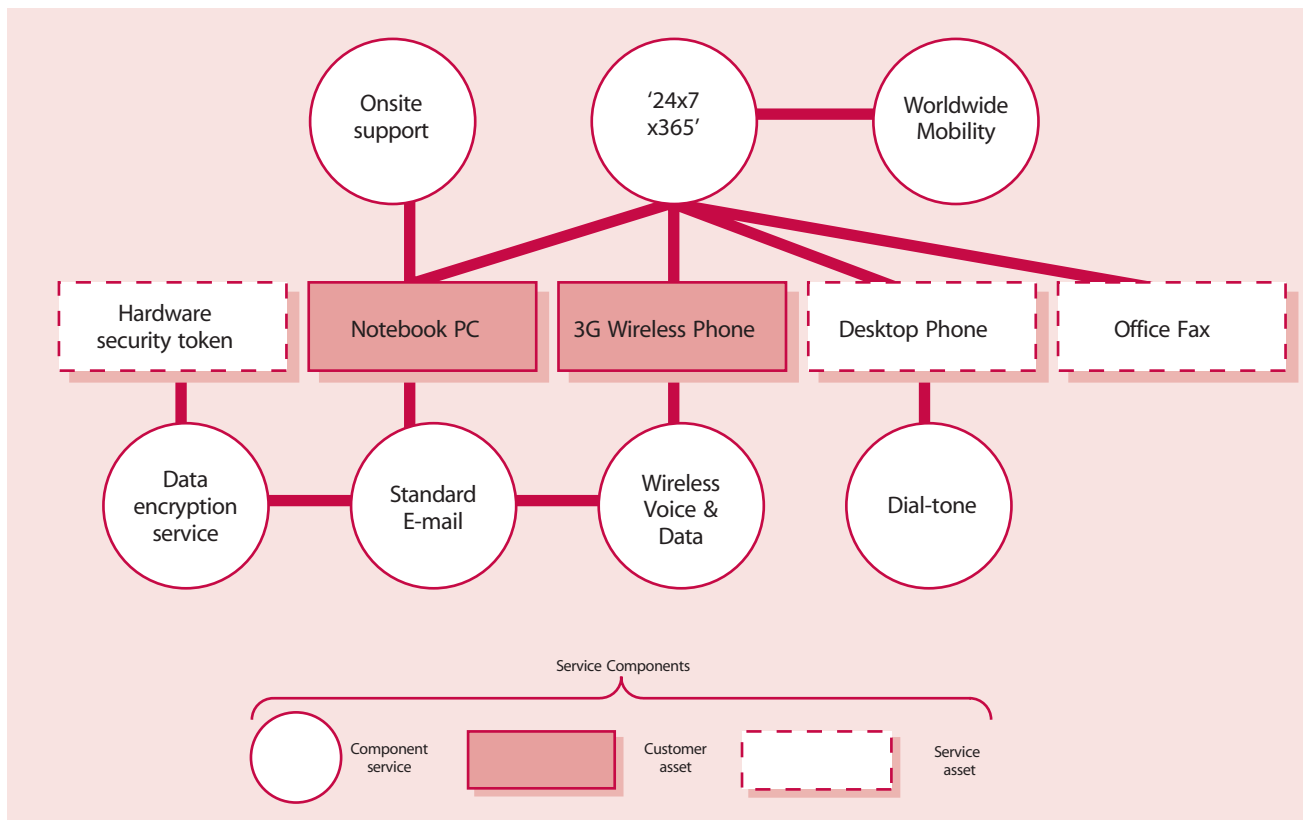 Onsite
support
‘24x7
x365’
Worldwide
Mobility
Hardware
security token
Notebook PC
3G Wireless Phone
Desktop Phone
Office Fax
Data
encryption
service
Standard
E-mail
Wireless
Voice &
Data
Dial-tone
Service Components
Component
service
Customer
asset
Service
asset